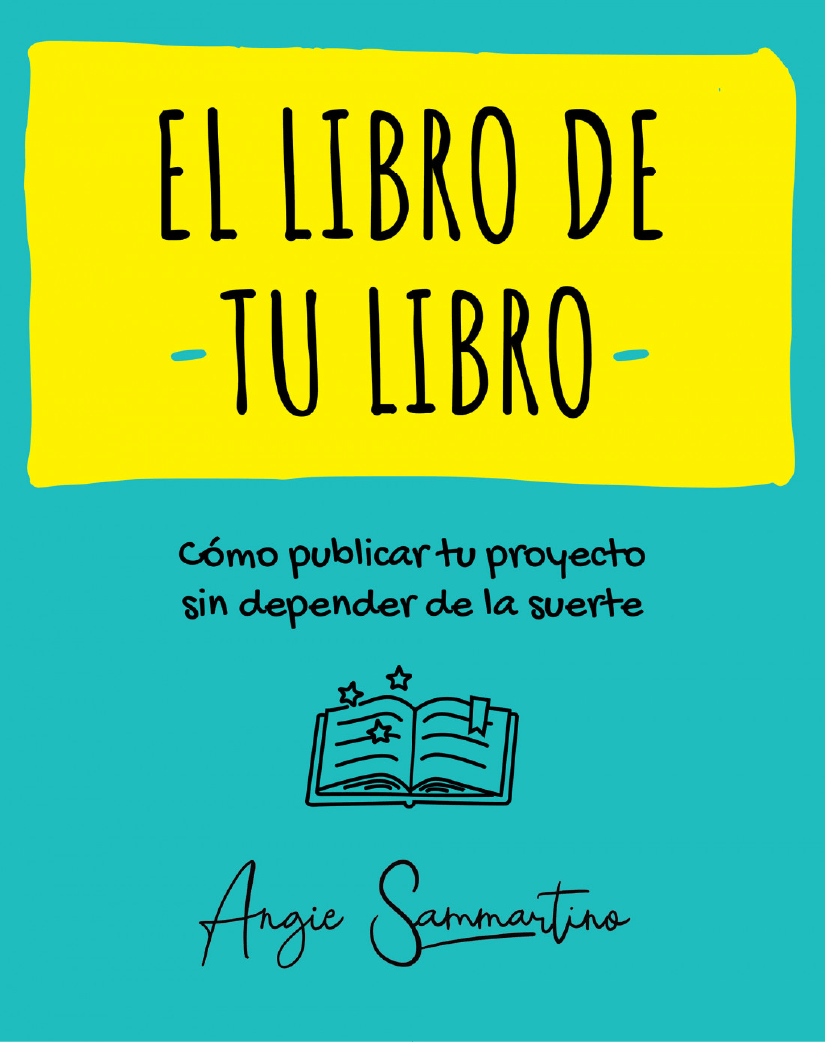 EL LIBRO DE
-TU LIBRO-
Cómo publicar tu proyecto
sin depender de la suerte
Angie Sammartino